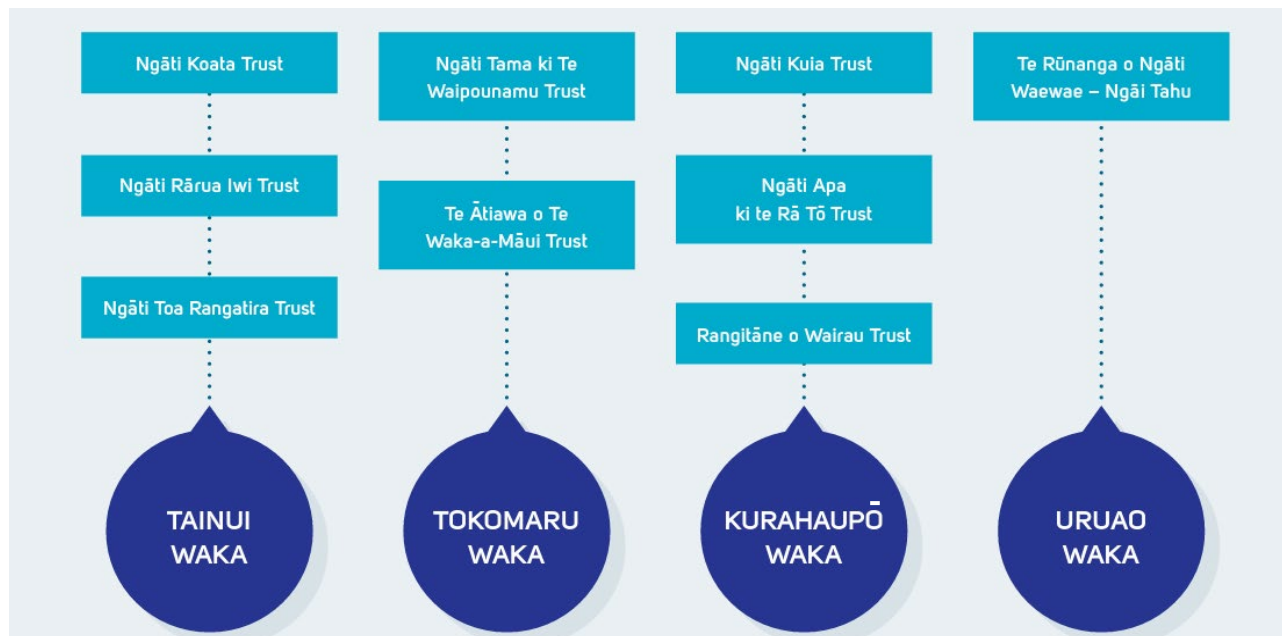 Ngāti Koata Trust
Ngāti Rārua Iwi Trust
Ngāti Toa Rangatira Trust
TAINUI
WAKA
Ngāti Tama ki Te
Waipounamu Trust
Te Ātiawa o Te
Waka-a-Māui Trust
TOKOMARU
WAKA
Ngāti Kuia Trust
Ngāti Apa
ki te Rā Tō Trust
Rangitāne o Wairau Trust
KURAHAUPŌ
WAKA
Te Rūnanga o Ngāti
Waewae – Ngāi Tahu
URUAO
WAKA